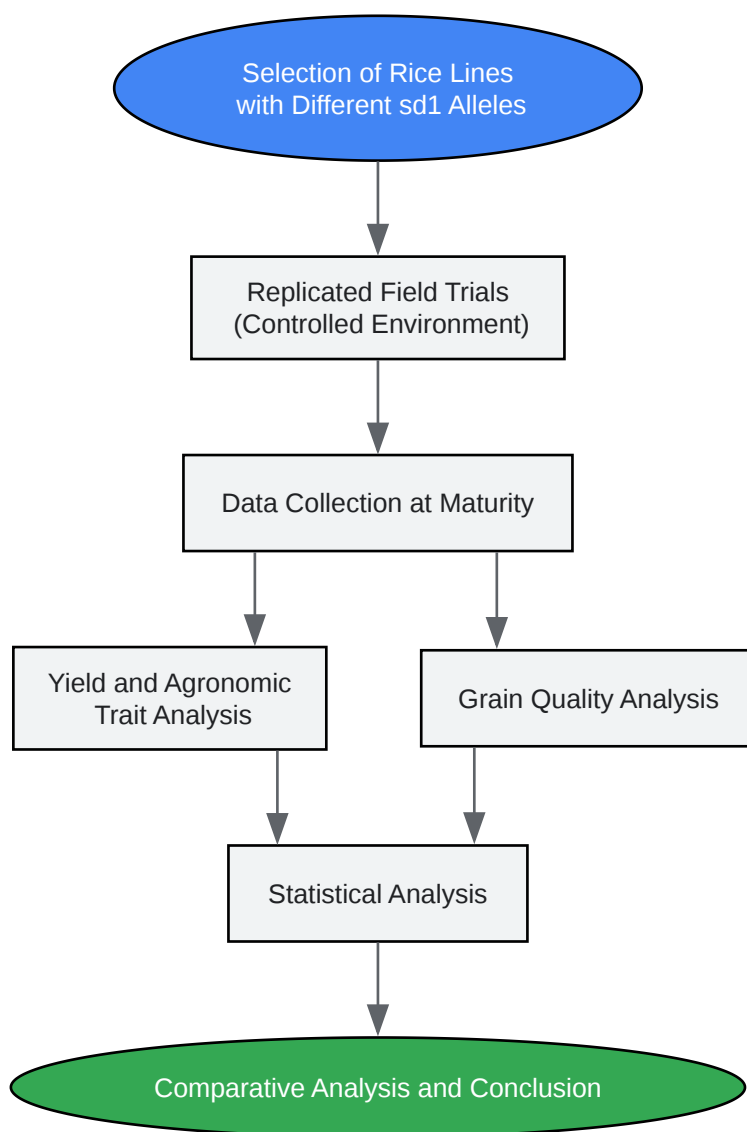 Selection of Rice Lines
with Different sd1 Alleles
Replicated Field Trials
(Controlled Environment)
Data Collection at Maturity
Yield and Agronomic
Trait Analysis
Grain Quality Analysis
Statistical Analysis
Comparative Analysis and Conclusion